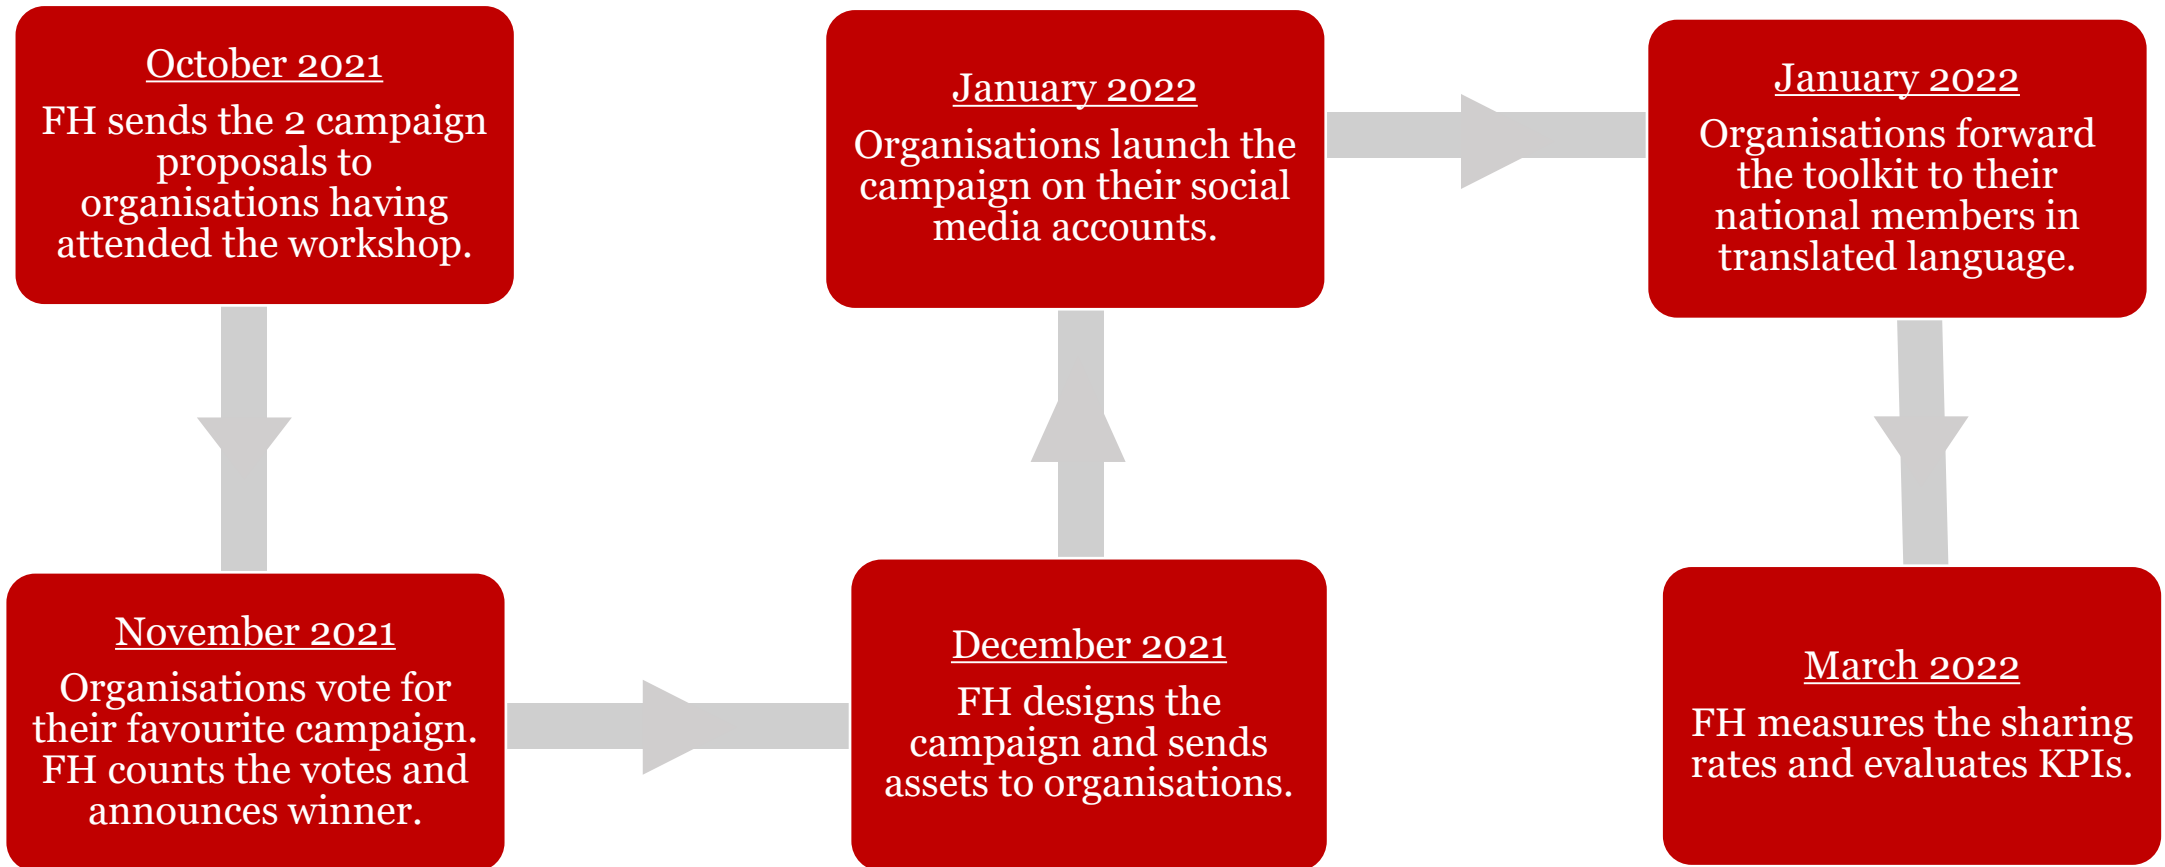 October 2021
FH sends the 2 campaign
proposals to
organisations having
attended the workshop.
November 2021
Organisations vote for
their favourite campaign.
FH counts the votes and
announces winner.
December 2021
FH designs the
campaign and sends
assets to organisations.
January 2022
Organisations launch the
campaign on their social
media accounts.
January 2022
Organisations forward
the toolkit to their
national members in
translated language.
March 2022
FH measures the sharing
rates and evaluates KPIs.